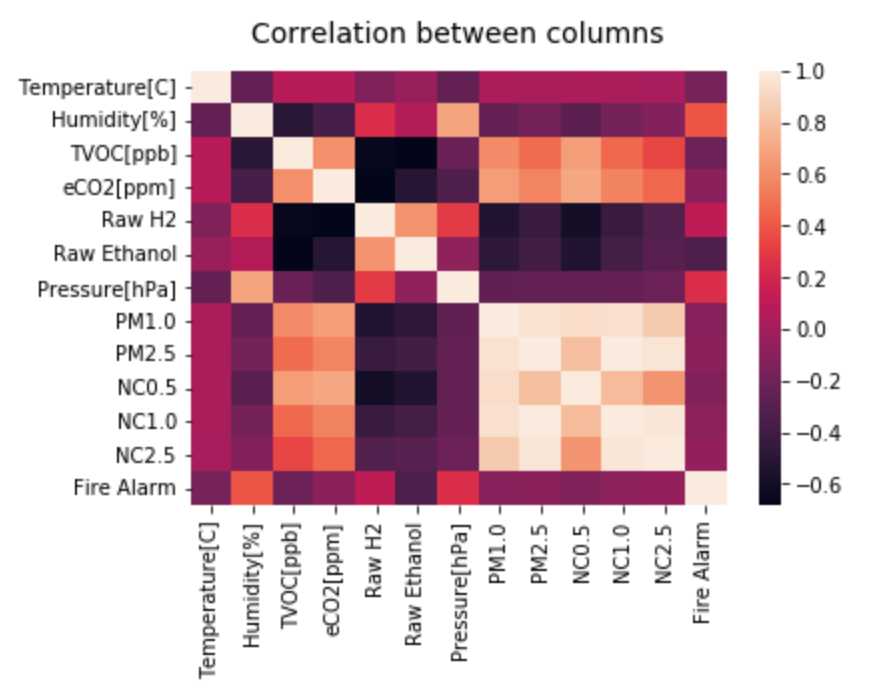 Correlation between columns
Temperature[C]
Humidity[%]
TVOC[ppb]
eCO2[ppm]
Raw H2
Raw Ethanol
Pressure[hPa]
PM1.0
PM2.5
NC0.5
NC1.0
NC2.5
Fire Alarm
Temperature[C]
Humidity[%]
TVOC[ppb]
eCO2[ppm]
Raw H2
Raw Ethanol
Pressure[hPa]
PM1.0
PM2.5
NC0.5
NC1.0
NC2.5
Fire Alarm
1.0
0.8
0.6
0.4
0.2
0.0
−0.2
−0.4
−0.6